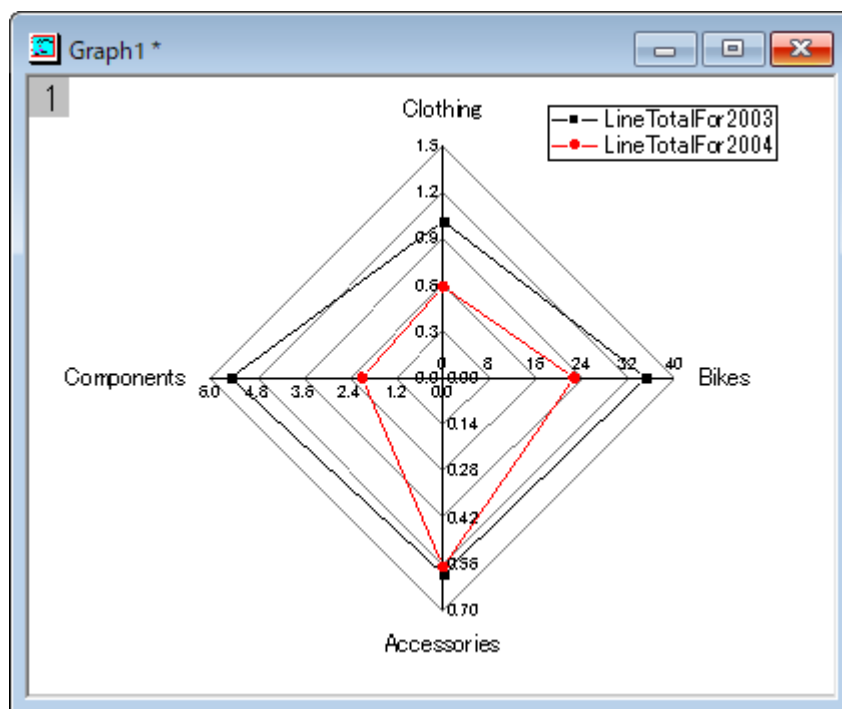 Graph1 *
1
Clothing
LineTotalFor2003
LineTotalFor2004
1.5
1.2
0.9
0.6
0.3
0 8 16 24 32 40
Components
Bikes
0.0 0.00
6.0 4.8 3.6 2.4 1.2 0.0
0.14
0.28
0.42
0.56
0.70
Accessories